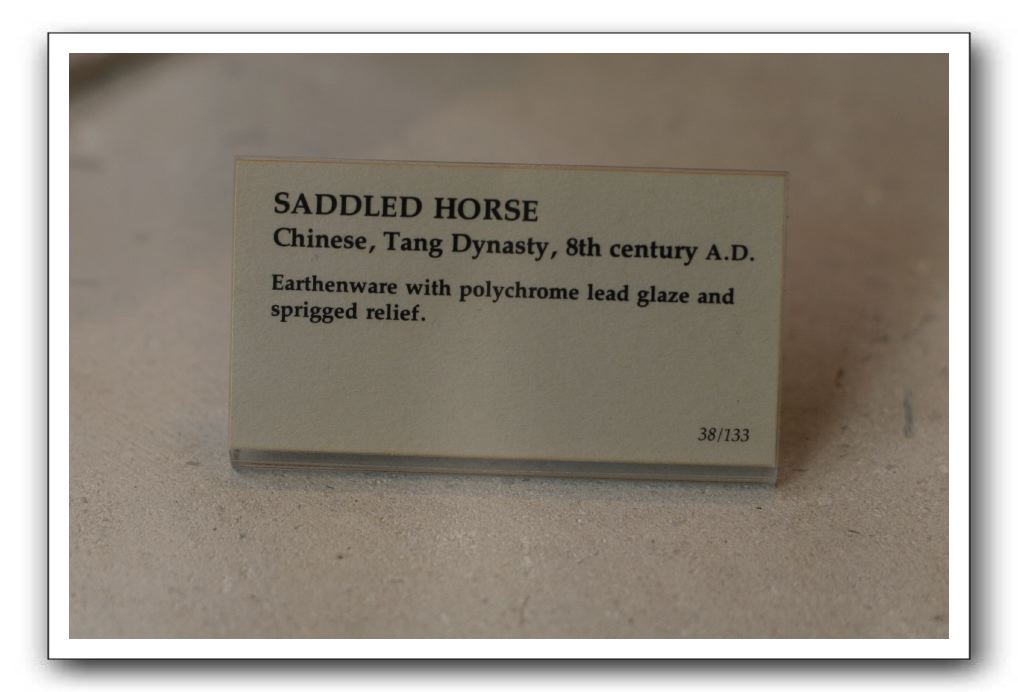 SADDLED HORSE
Chinese, Tang Dynasty, 8th century A.D.
Earthenware with polychrome lead glaze and
sprigged relief.
38/133